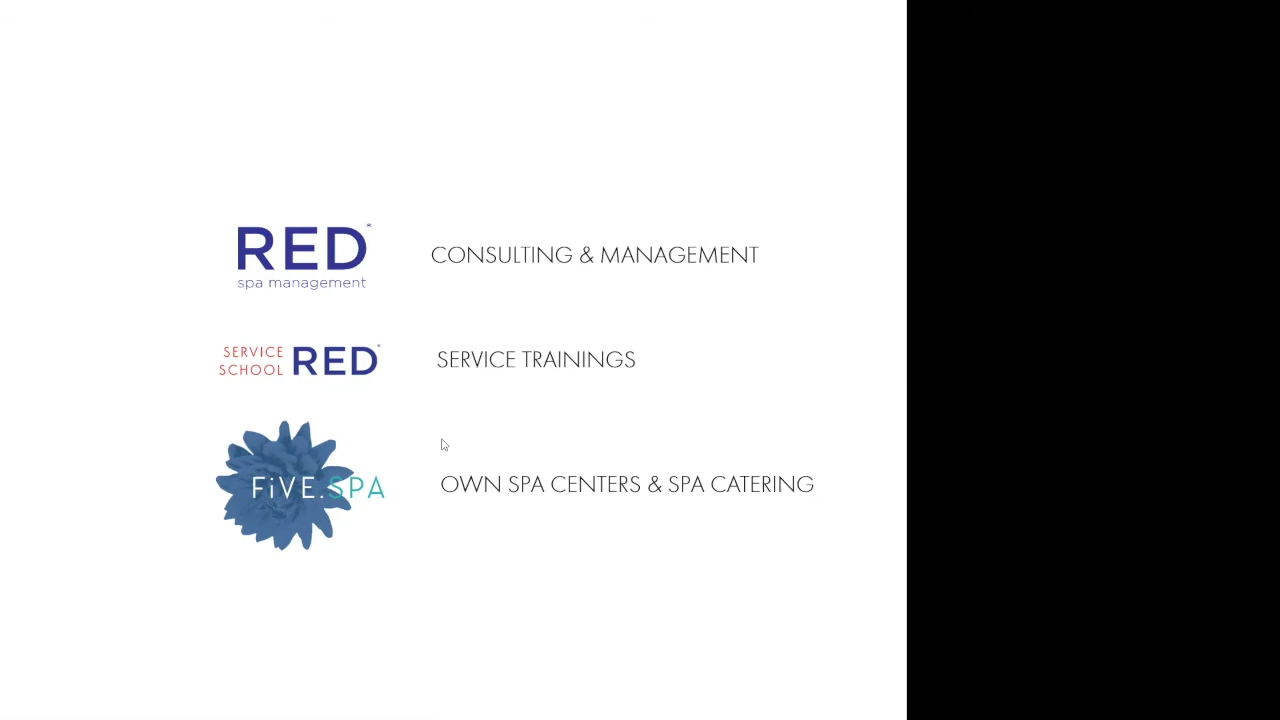 RED*
spa management
CONSULTING & MANAGEMENT
SERVICE
SCHOOL
RED*
SERVICE TRAININGS
FiVE.SPA
OWN SPA CENTERS & SPA CATERING